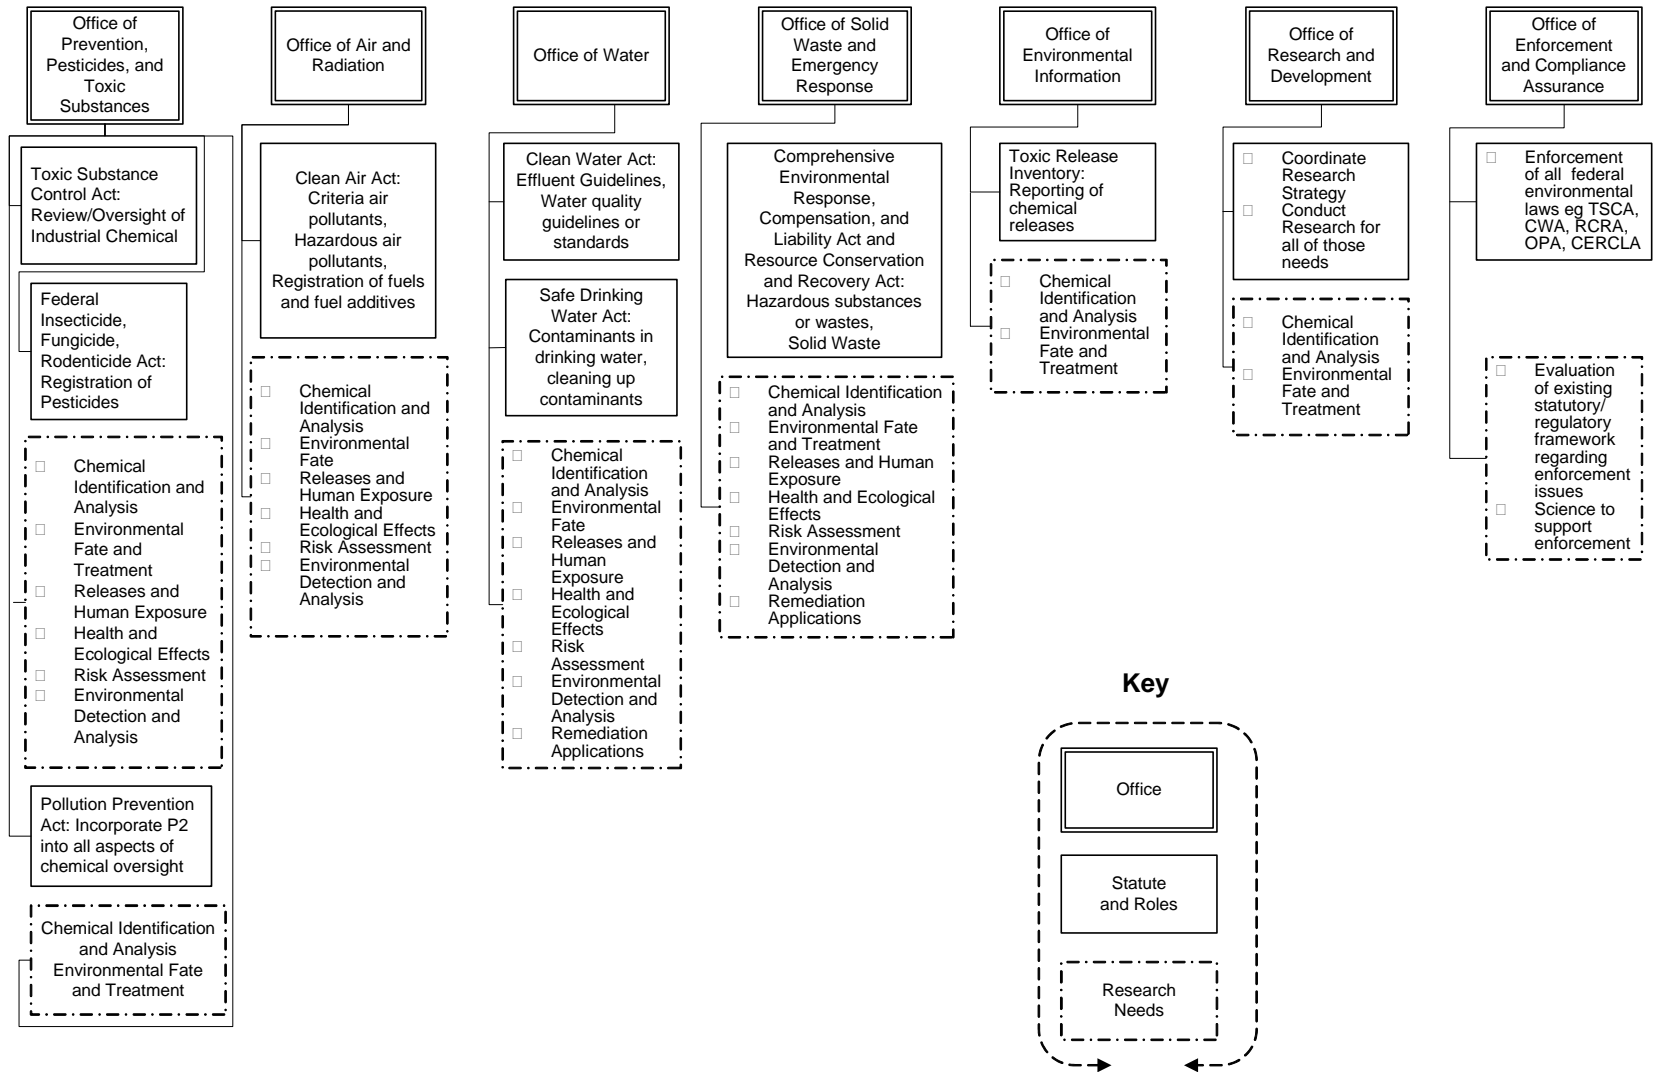 Office of
Prevention,
Pesticides, and
Toxic
Substances
Toxic Substance
Control Act:
Review/Oversight of
Industrial Chemical
Federal
Insecticide,
Fungicide,
Rodenticide Act:
Registration of
Pesticides
Chemical
Identification and
Analysis
Environmental
Fate and
Treatment
Releases and
Human Exposure
Health and
Ecological Effects
Risk Assessment
Environmental
Detection and
Analysis
Pollution Prevention
Act: Incorporate P2
into all aspects of
chemical oversight
Chemical Identification
and Analysis
Environmental Fate
and Treatment
Office of Air and
Radiation
Clean Air Act:
Criteria air
pollutants,
Hazardous air
pollutants,
Registration of fuels
and fuel additives
Chemical
Identification and
Analysis
Environmental
Fate
Releases and
Human Exposure
Health and
Ecological Effects
Risk Assessment
Environmental
Detection and
Analysis
Office of Water
Clean Water Act:
Effluent Guidelines,
Water quality
guidelines or
standards
Safe Drinking
Water Act:
Contaminants in
drinking water,
cleaning up
contaminants
Chemical
Identification
and Analysis
Environmental
Fate
Releases and
Human
Exposure
Health and
Ecological
Effects
Risk
Assessment
Environmental
Detection and
Analysis
Remediation
Applications
Office of Solid
Waste and
Emergency
Response
Comprehensive
Environmental
Response,
Compensation, and
Liability Act and
Resource Conservation
and Recovery Act:
Hazardous substances
or wastes,
Solid Waste
Chemical Identification
and Analysis
Environmental Fate
and Treatment
Releases and Human
Exposure
Health and Ecological
Effects
Risk Assessment
Environmental
Detection and
Analysis
Remediation
Applications
Office of
Environmental
Information
Toxic Release
Inventory:
Reporting of
chemical
releases
Chemical
Identification
and Analysis
Environmental
Fate and
Treatment
Office of
Research and
Development
Coordinate
Research
Strategy
Conduct
Research for
all of those
needs
Chemical
Identification
and Analysis
Environmental
Fate and
Treatment
Office of
Enforcement
and Compliance
Assurance
Enforcement
of all federal
environmental
laws eg TSCA,
CWA, RCRA,
OPA, CERCLA
Evaluation
of existing
statutory/
regulatory
framework
regarding
enforcement
issues
Science to
support
enforcement
Key
Office
Statute
and Roles
Research
Needs